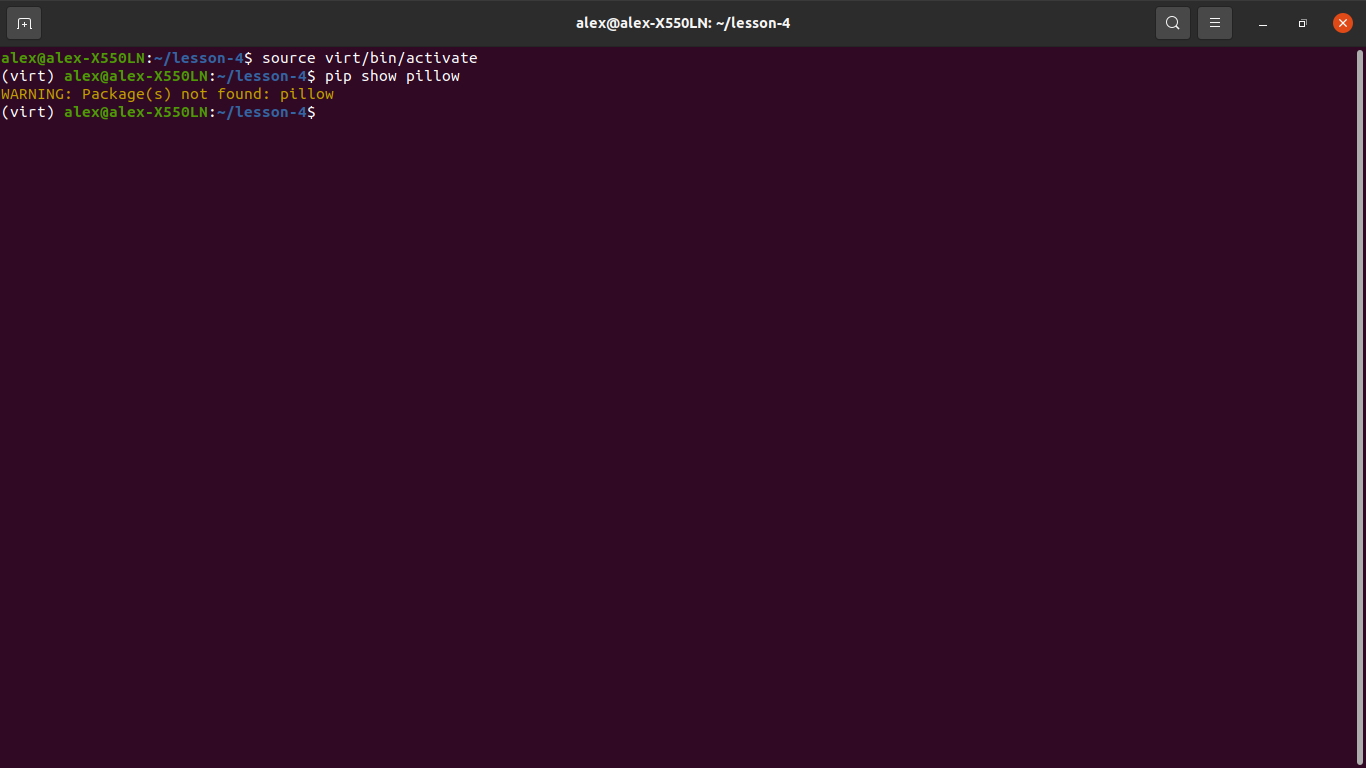 alex@alex-X550LN: ~/lesson-4
alex@alex-X550LN:~/lesson-4$ source virt/bin/activate
(virt) alex@alex-X550LN:~/lesson-4$ pip show pillow
WARNING: Package(s) not found: pillow
(virt) alex@alex-X550LN:~/lesson-4$